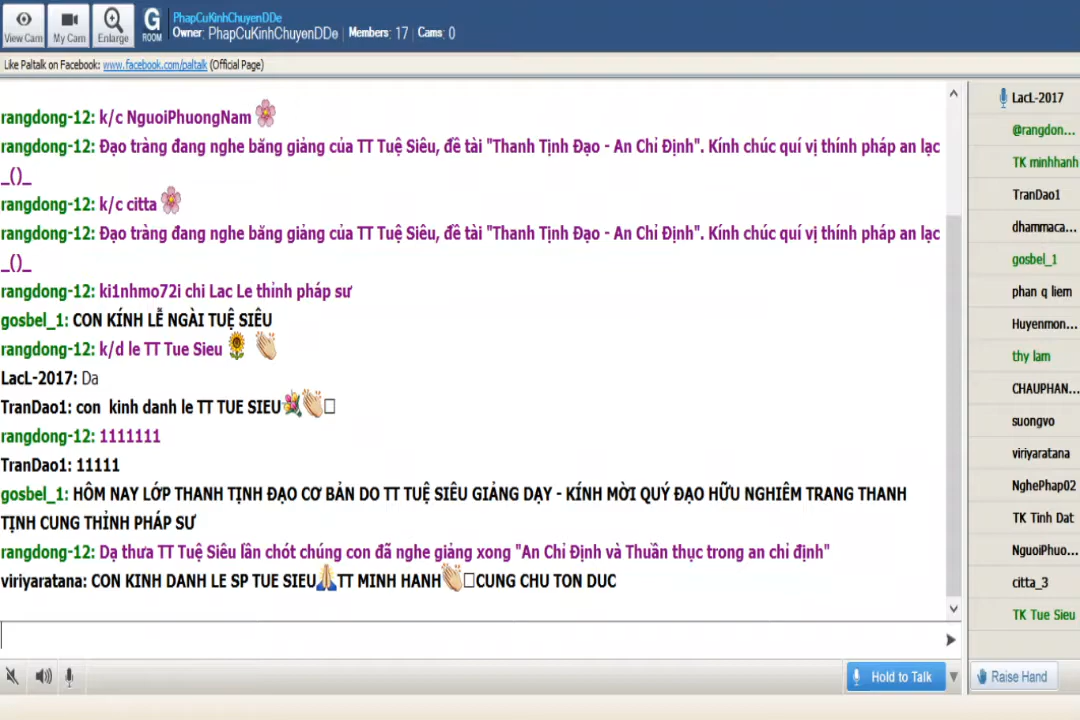 View Cam
My Cam
Enlarge
G
ROOM
PhapCuKinhChuyenDDe
Owner: PhapCuKinhChuyenDDe | Members: 17 | Cams: 0
Like Paltalk on Facebook: www.facebook.com/paltalk (Official Page)
rangdong-12: k/c NguoiPhuongNam
rangdong-12: Đạo tràng đang nghe băng giảng của TT Tuệ Siêu, đề tài "Thanh Tịnh Đạo - An Chỉ Định". Kính chúc quí vị thính pháp an lạc
_()_
rangdong-12: k/c citta
rangdong-12: Đạo tràng đang nghe băng giảng của TT Tuệ Siêu, đề tài "Thanh Tịnh Đạo - An Chỉ Định". Kính chúc quí vị thính pháp an lạc
_()_
rangdong-12: ki1nhmo72i chi Lac Le thỉnh pháp sư
gosbel_1: CON KÍNH LỄ NGÀI TUỆ SIÊU
rangdong-12: k/d le TT Tue Sieu
LacL-2017: Da
TranDao1: con kinh danh le TT TUE SIEU
rangdong-12: 1111111
TranDao1: 11111
gosbel_1: HÔM NAY LỚP THANH TỊNH ĐẠO CƠ BẢN DO TT TUỆ SIÊU GIẢNG DẠY - KÍNH MỜI QUÝ ĐẠO HỮU NGHIÊM TRANG THANH
TỊNH CUNG THỈNH PHÁP SƯ
rangdong-12: Dạ thưa TT Tuệ Siêu lần chót chúng con đã nghe giảng xong "An Chỉ Định và Thuần thục trong an chỉ định"
viriyaratana: CON KINH DANH LE SP TUE SIEU TT MINH HANH CUNG CHU TON DUC
LacL-2017
@rangdon...
TK minhhanh
TranDao1
dhammaca...
gosbel_1
phan q liem
Huyenmon...
thy lam
CHAUPHAN...
suongvo
viriyaratana
NghePhap02
TK Tinh Dat
NguoiPhuo...
citta_3
TK Tue Sieu
Hold to Talk
Raise Hand